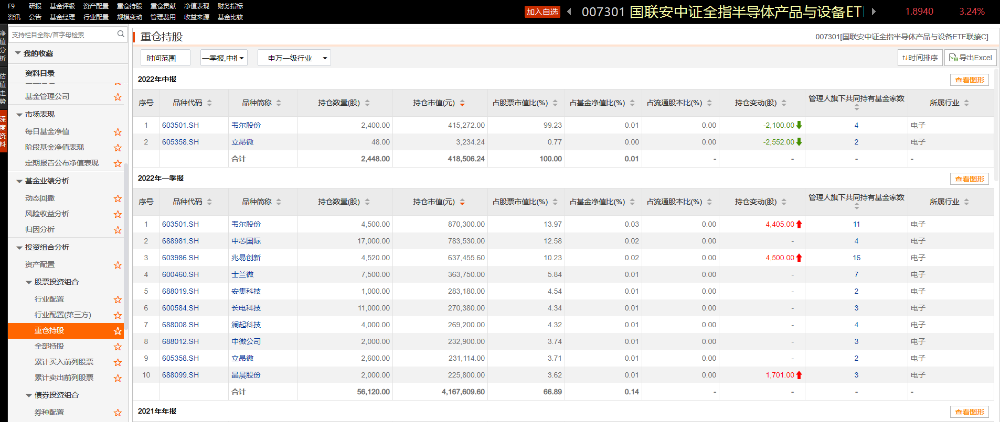 F9 研报 基金评级 资产配置 重仓持股 重仓贡献 净值表现 财务指标
资讯 公告 基金经理 行业配置 规模变动 管理费用 收益来源 基金比较
加入自选 007301 国联安中证全指半导体产品与设备ET 1.8940 3.24%
净值分析
估值走势
深度资料
支持栏目全称/首字母检索
我的收藏
资料目录
基金管理公司
市场表现
每日基金净值
阶段基金净值表现
定期报告公布净值表现
基金业绩分析
动态回撤
风险收益分析
归因分析
投资组合分析
资产配置
股票投资组合
行业配置
行业配置(第三方)
重仓持股
全部持股
累计买入前列股票
累计卖出前列股票
债券投资组合
券种配置
重仓持股 007301[国联安中证全指半导体产品与设备ETF联接C]
时间范围 一季报,中报 申万一级行业 时间排序 导出Excel
2022年中报 查看图形
序号 品种代码 品种简称 持仓数量(股) 持仓市值(元) 占股票市值比(%) 占基金净值比(%) 占流通股本比(%) 持仓变动(股) 管理人旗下共同持有基金家数 所属行业
1 603501.SH 韦尔股份 2,400.00 415,272.00 99.23 0.01 0.00 -2,100.00 4 电子
2 605358.SH 立昂微 48.00 3,234.24 0.77 0.00 0.00 -2,552.00 2 电子
合计 2,448.00 418,506.24 100.00 0.01 - - - -
2022年一季报 查看图形
序号 品种代码 品种简称 持仓数量(股) 持仓市值(元) 占股票市值比(%) 占基金净值比(%) 占流通股本比(%) 持仓变动(股) 管理人旗下共同持有基金家数 所属行业
1 603501.SH 韦尔股份 4,500.00 870,300.00 13.97 0.03 0.00 4,405.00 11 电子
2 688981.SH 中芯国际 17,000.00 783,530.00 12.58 0.02 0.00 - 4 电子
3 603986.SH 兆易创新 4,520.00 637,455.60 10.23 0.02 0.00 4,500.00 16 电子
4 600460.SH 士兰微 7,500.00 363,750.00 5.84 0.01 0.00 - 7 电子
5 688019.SH 安集科技 1,000.00 283,180.00 4.54 0.01 0.00 - 2 电子
6 600584.SH 长电科技 11,000.00 270,380.00 4.34 0.01 0.00 - 3 电子
7 688008.SH 澜起科技 4,000.00 269,200.00 4.32 0.01 0.00 - 4 电子
8 688012.SH 中微公司 2,000.00 232,900.00 3.74 0.01 0.00 - 3 电子
9 605358.SH 立昂微 2,600.00 231,114.00 3.71 0.01 0.00 - 2 电子
10 688099.SH 晶晨股份 2,000.00 225,800.00 3.62 0.01 0.00 1,701.00 3 电子
合计 56,120.00 4,167,609.60 66.89 0.14 - - - -
2021年年报 查看图形